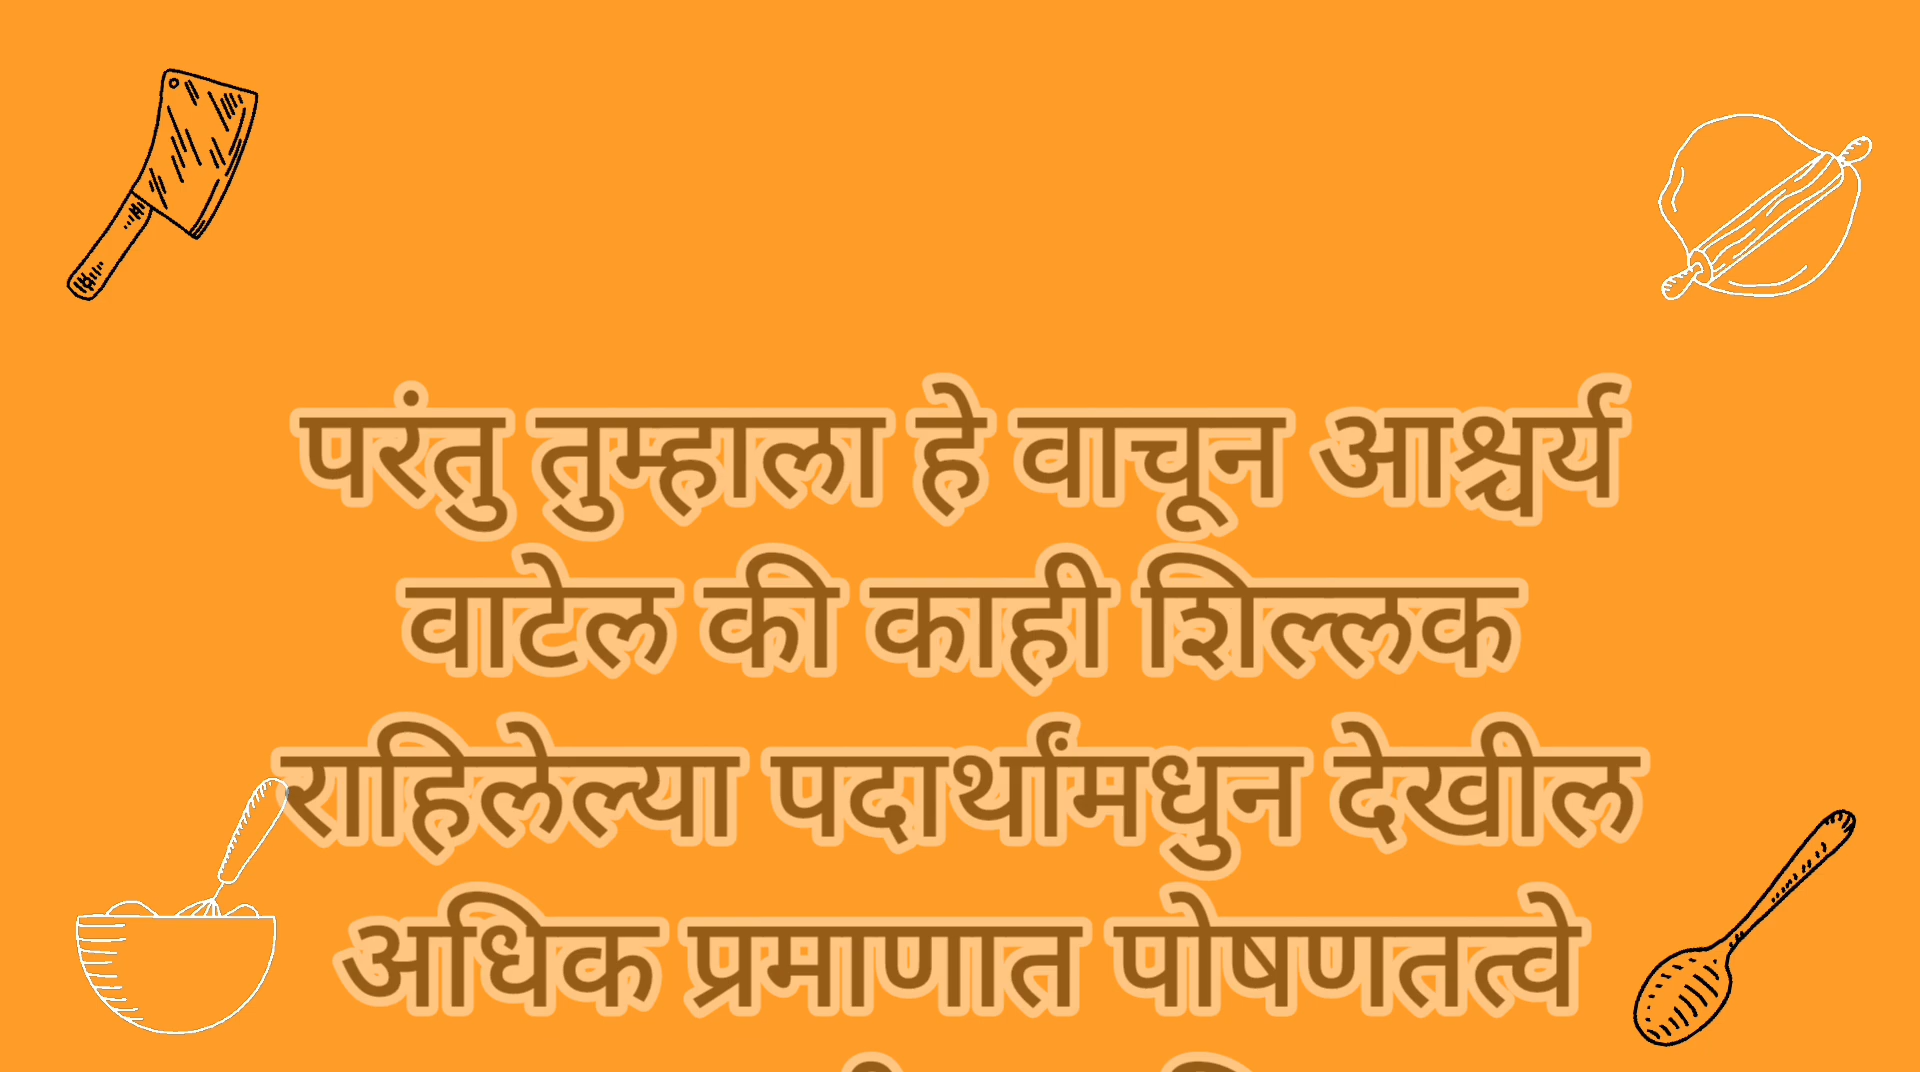 परंतु तुम्हाला हे वाचून आश्चर्य
वाटेल की काही शिल्लक
राहिलेल्या पदार्थांमधुन देखील
अधिक प्रमाणात पोषणतत्वे